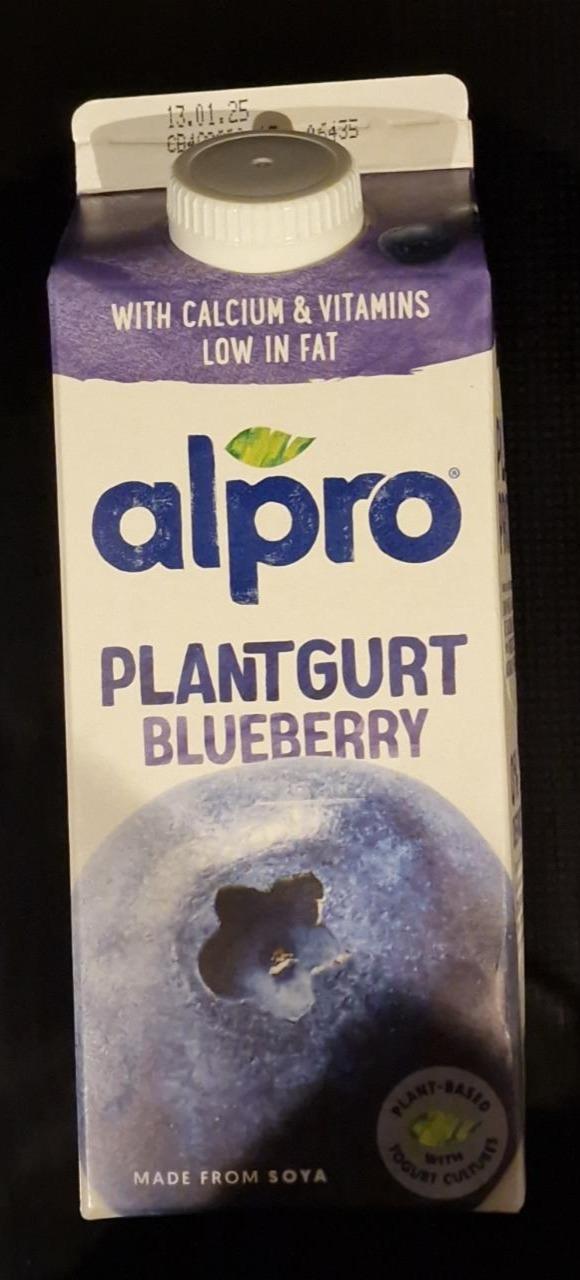 13.01.25
06435
WITH CALCIUM & VITAMINS
LOW IN FAT
alpro®
PLANTGURT
BLUEBERRY
MADE FROM SOYA
PLANT-BASED
WITH
YOGURT CULTURES